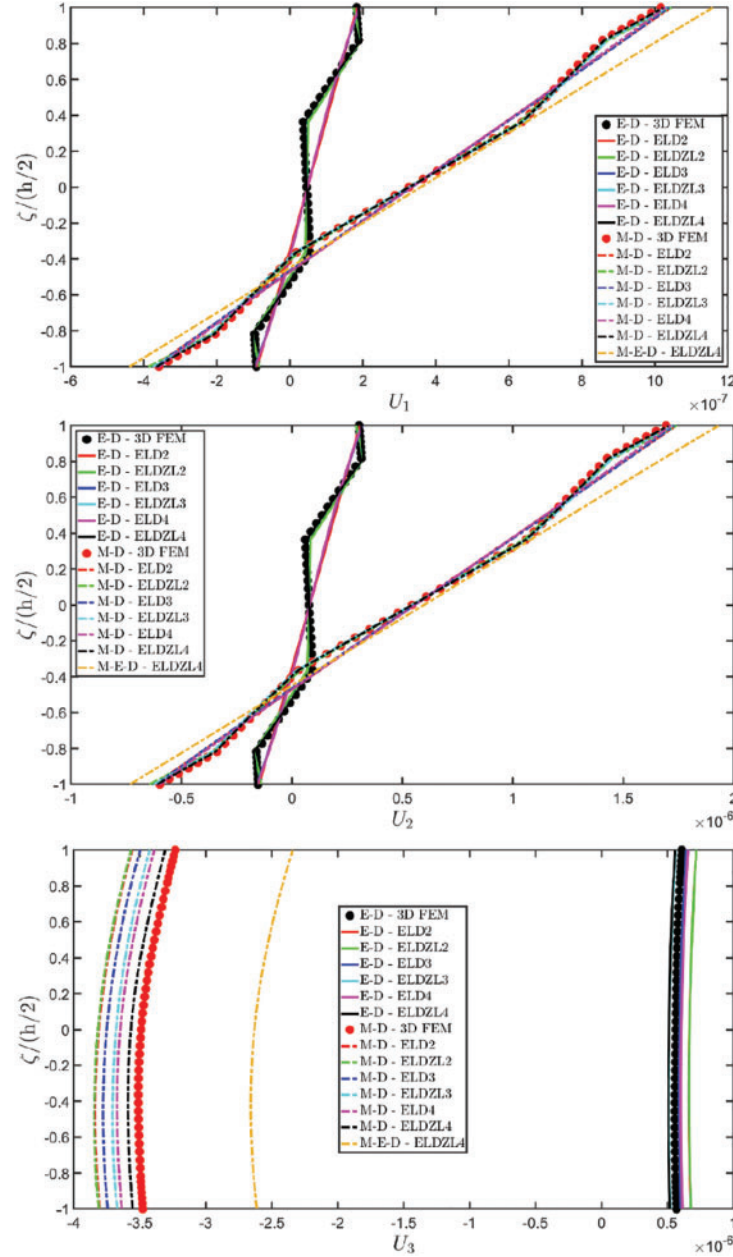 1
0.8
0.6
0.4
0.2
0
-0.2
-0.4
-0.6
-0.8
-1
ζ/(h/2)
E-D - 3D FEM
E-D - ELD2
E-D - ELDZL2
E-D - ELD3
E-D - ELDZL3
E-D - ELD4
E-D - ELDZL4
M-D - 3D FEM
M-D - ELD2
M-D - ELDZL2
M-D - ELD3
M-D - ELDZL3
M-D - ELD4
M-D - ELDZL4
M-E-D - ELDZL4
-6 -4 -2 0 2 4 6 8 10 12
U₁
×10⁻⁷
1
0.8
0.6
0.4
0.2
0
-0.2
-0.4
-0.6
-0.8
-1
ζ/(h/2)
E-D - 3D FEM
E-D - ELD2
E-D - ELDZL2
E-D - ELD3
E-D - ELDZL3
E-D - ELD4
E-D - ELDZL4
M-D - 3D FEM
M-D - ELD2
M-D - ELDZL2
M-D - ELD3
M-D - ELDZL3
M-D - ELD4
M-D - ELDZL4
M-E-D - ELDZL4
-1 -0.5 0 0.5 1 1.5 2
U₂
×10⁻⁶
1
0.8
0.6
0.4
0.2
0
-0.2
-0.4
-0.6
-0.8
-1
ζ/(h/2)
E-D - 3D FEM
E-D - ELD2
E-D - ELDZL2
E-D - ELD3
E-D - ELDZL3
E-D - ELD4
E-D - ELDZL4
M-D - 3D FEM
M-D - ELD2
M-D - ELDZL2
M-D - ELD3
M-D - ELDZL3
M-D - ELD4
M-D - ELDZL4
M-E-D - ELDZL4
-4 -3.5 -3 -2.5 -2 -1.5 -1 -0.5 0 0.5 1
U₃
×10⁻⁶